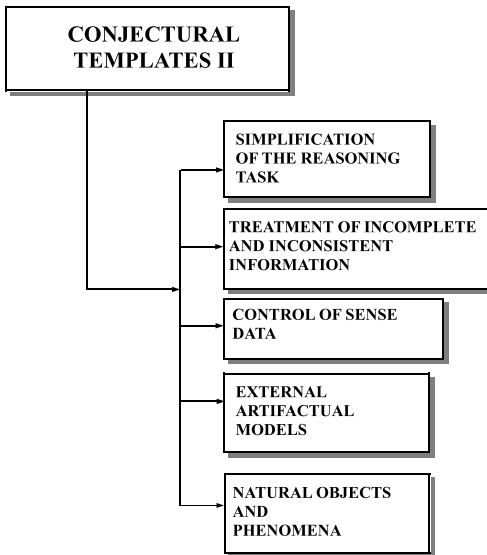 CONJECTURAL
TEMPLATES II
SIMPLIFICATION
OF THE REASONING
TASK
TREATMENT OF INCOMPLETE
AND INCONSISTENT
INFORMATION
CONTROL OF SENSE
DATA
EXTERNAL
ARTIFACTUAL
MODELS
NATURAL OBJECTS
AND
PHENOMENA